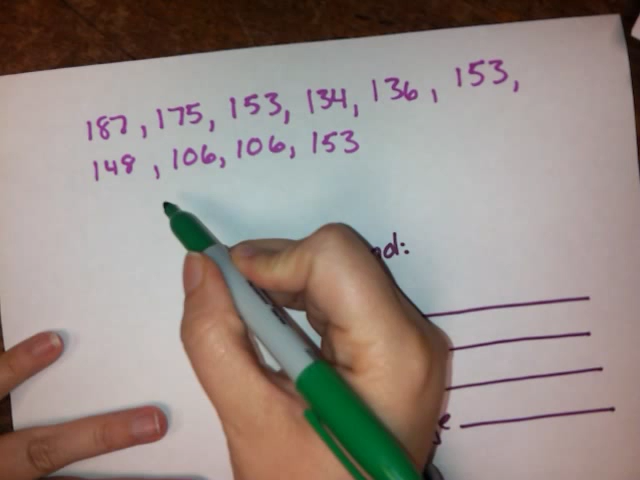 187, 175, 153, 134, 136, 153,
148, 106, 106, 153